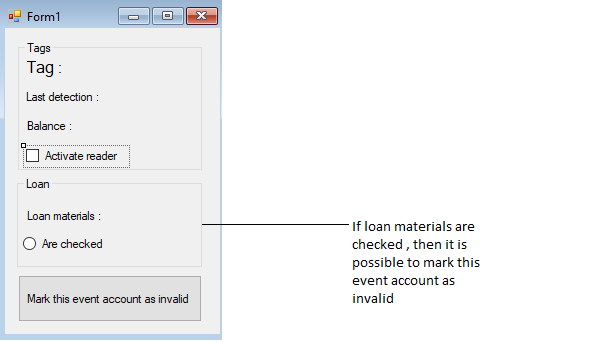 Form1
Tags
Tag :
Last detection :
Balance :
Activate reader
Loan
Loan materials :
Are checked
Mark this event account as invalid
If loan materials are
checked , then it is
possible to mark this
event account as
invalid